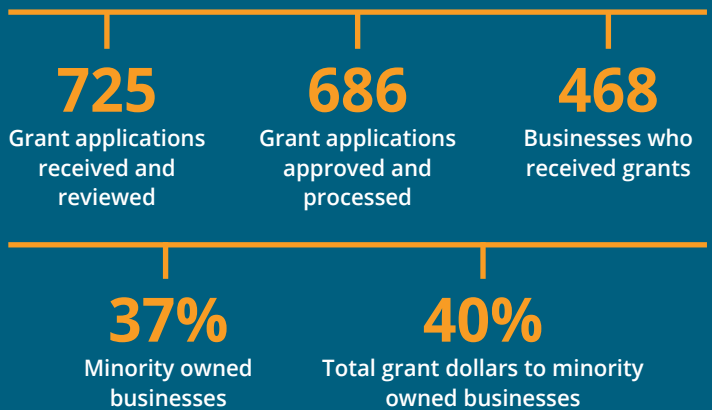 725
Grant applications
received and
reviewed
686
Grant applications
approved and
processed
468
Businesses who
received grants
37%
Minority owned
businesses
40%
Total grant dollars to minority
owned businesses